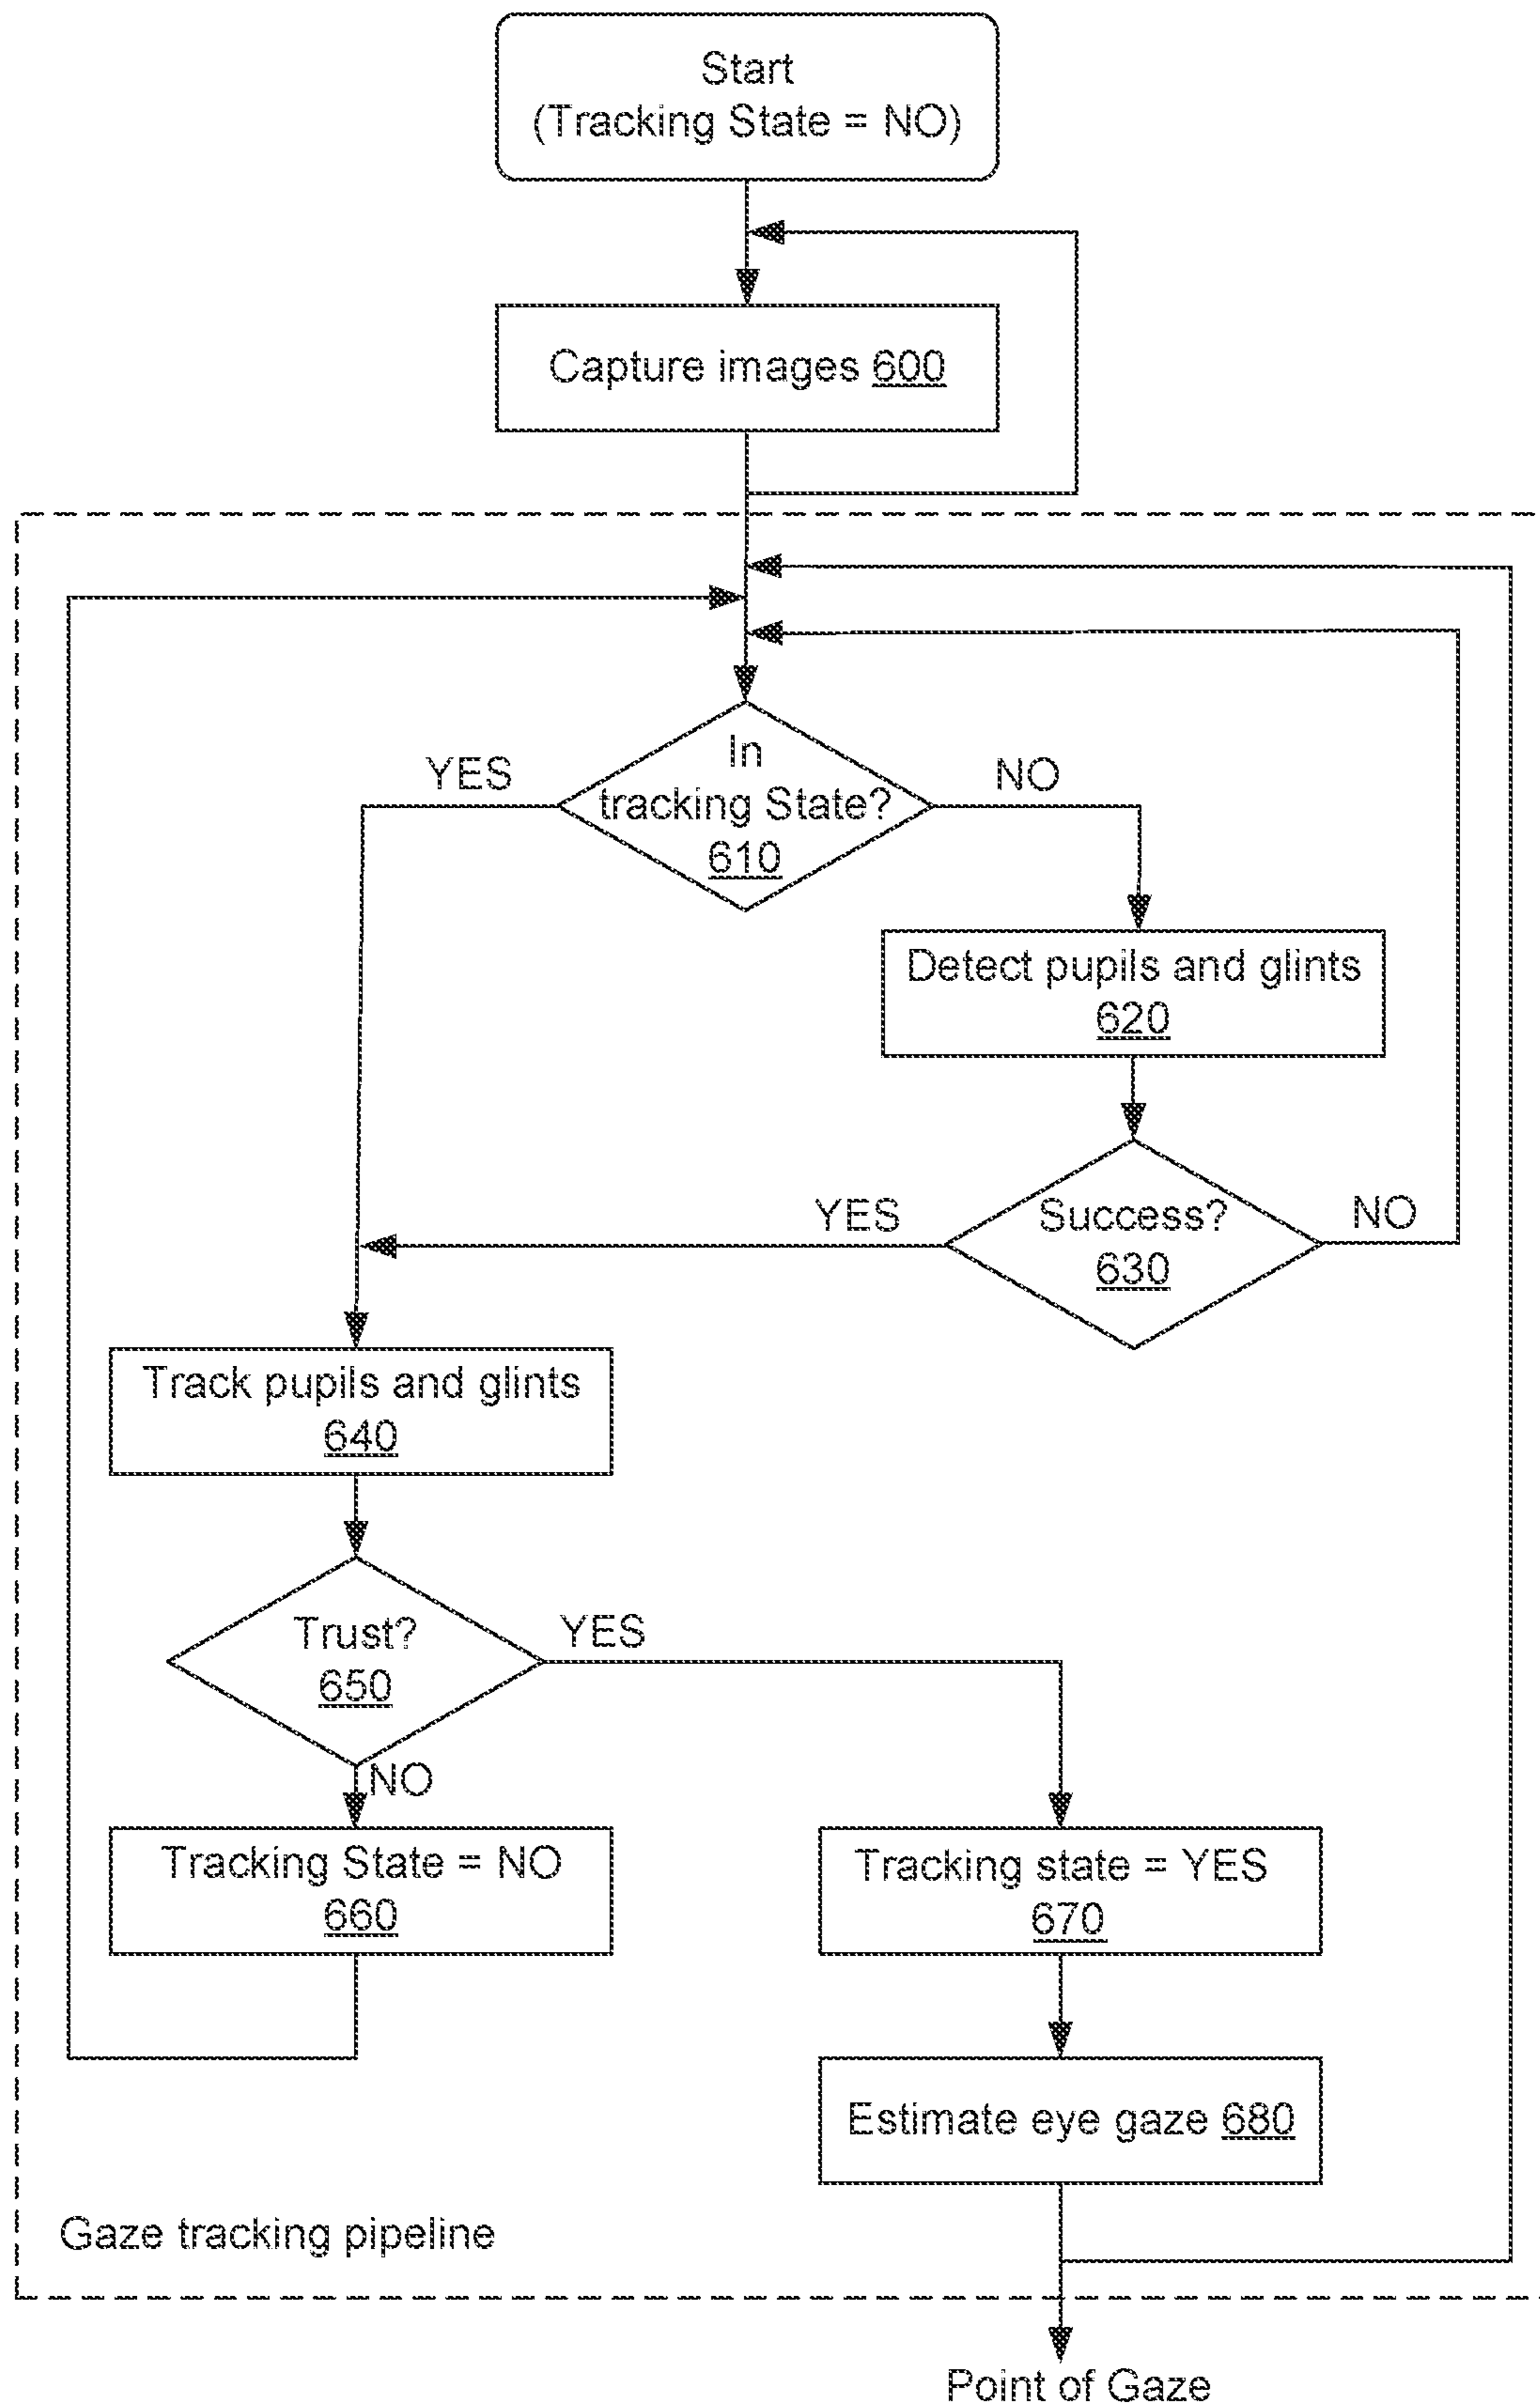 Start
(Tracking State = NO)
Capture images 600
In
tracking State?
610
YES
NO
Detect pupils and glints
620
Success?
630
YES
NO
Track pupils and glints
640
Trust?
650
YES
NO
Tracking State = NO
660
Tracking state = YES
670
Estimate eye gaze 680
Gaze tracking pipeline
Point of Gaze